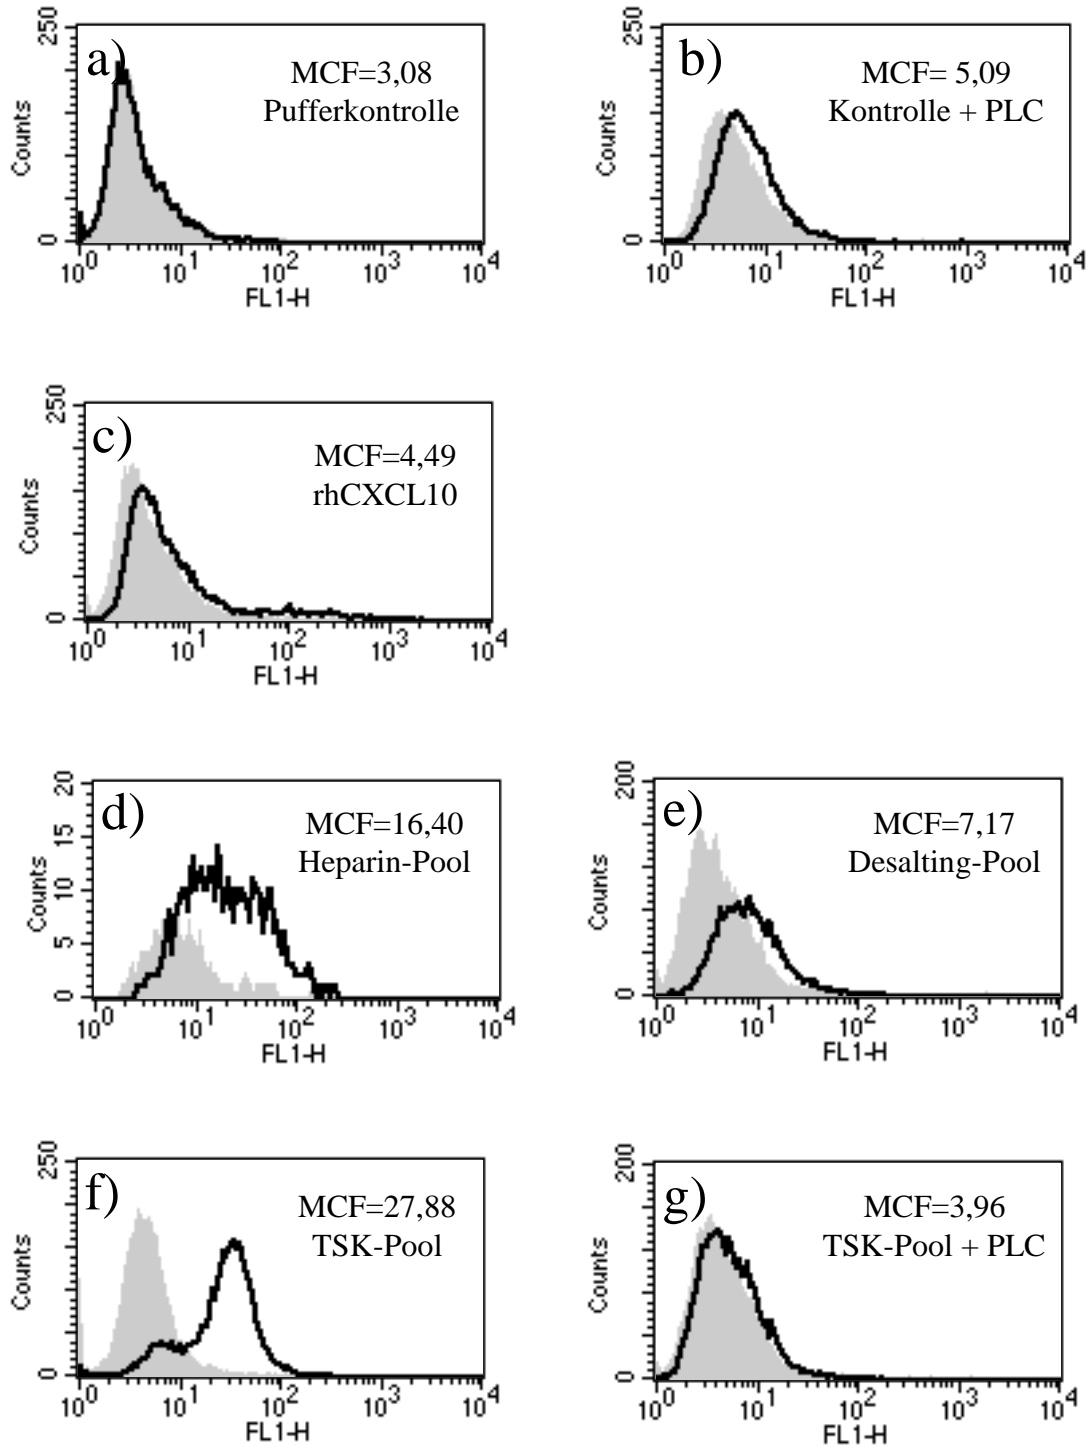 a)
MCF=3,08
Pufferkontrolle
250
Counts
0
10^0 10^1 10^2 10^3 10^4
FL1-H
b)
MCF= 5,09
Kontrolle + PLC
250
Counts
0
10^0 10^1 10^2 10^3 10^4
FL1-H
c)
MCF=4,49
rhCXCL10
250
Counts
0
10^0 10^1 10^2 10^3 10^4
FL1-H
d)
MCF=16,40
Heparin-Pool
20
15
10
5
0
Counts
10^0 10^1 10^2 10^3 10^4
FL1-H
e)
MCF=7,17
Desalting-Pool
200
Counts
0
10^0 10^1 10^2 10^3 10^4
FL1-H
f)
MCF=27,88
TSK-Pool
250
Counts
0
10^0 10^1 10^2 10^3 10^4
FL1-H
g)
MCF=3,96
TSK-Pool + PLC
200
Counts
0
10^0 10^1 10^2 10^3 10^4
FL1-H